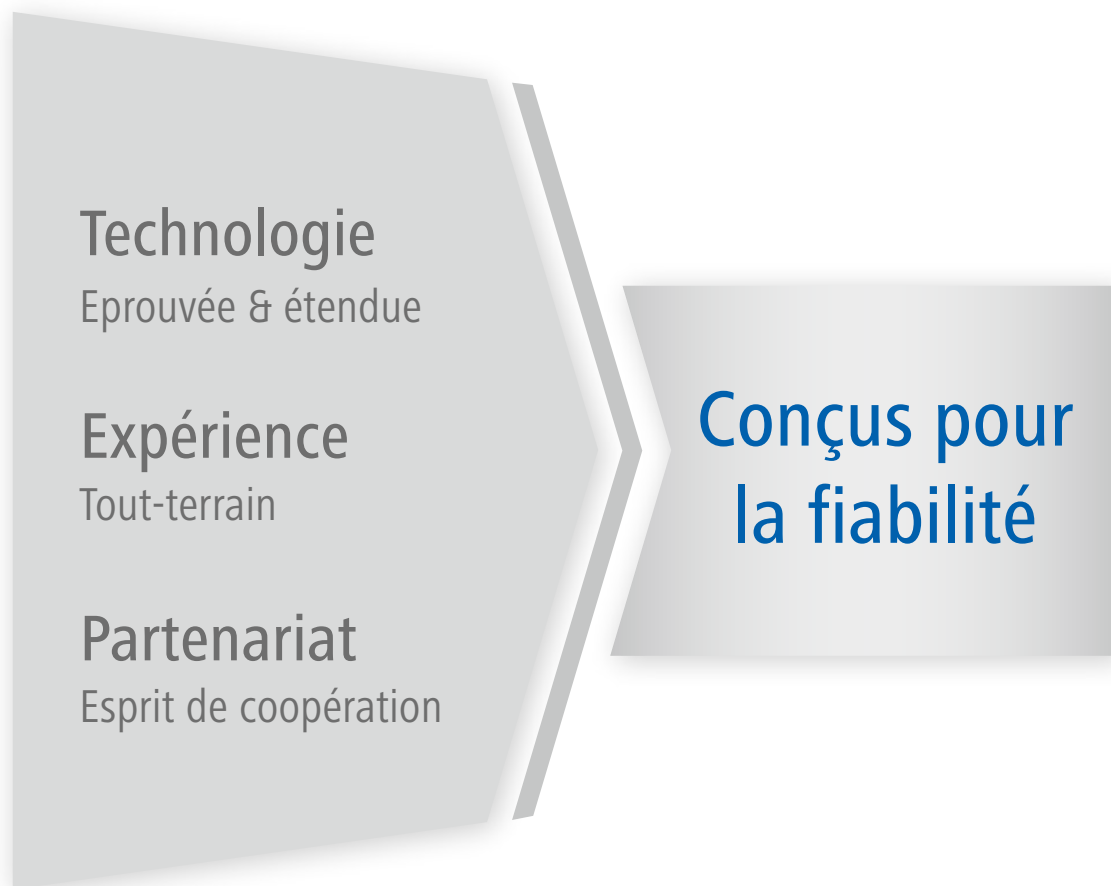 Technologie
Eprouvée & étendue
Expérience
Tout-terrain
Partenariat
Esprit de coopération
Conçus pour
la fiabilité